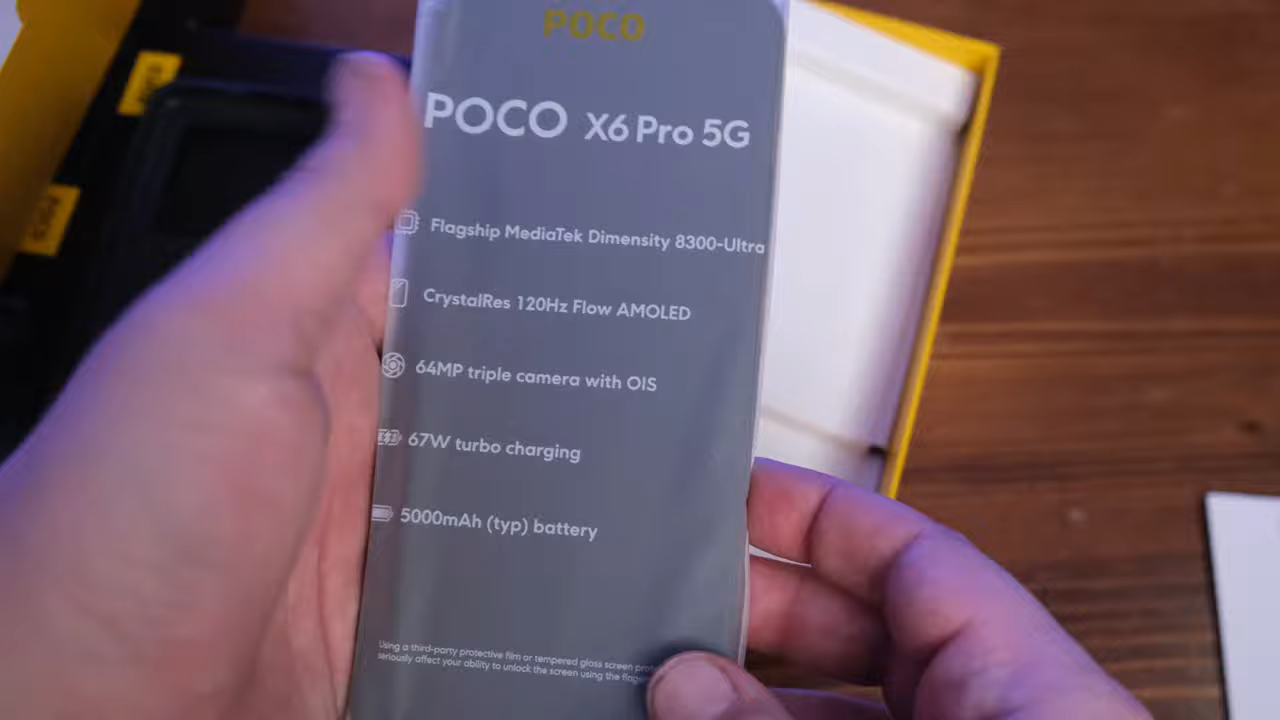 POCO
POCO X6 Pro 5G
Flagship MediaTek Dimensity 8300-Ultra
CrystalRes 120Hz Flow AMOLED
64MP triple camera with OIS
67W turbo charging
5000mAh (typ) battery
Using a third-party protective film or tempered glass screen
seriously affect your ability to unlock the screen using the
POCO
POCO